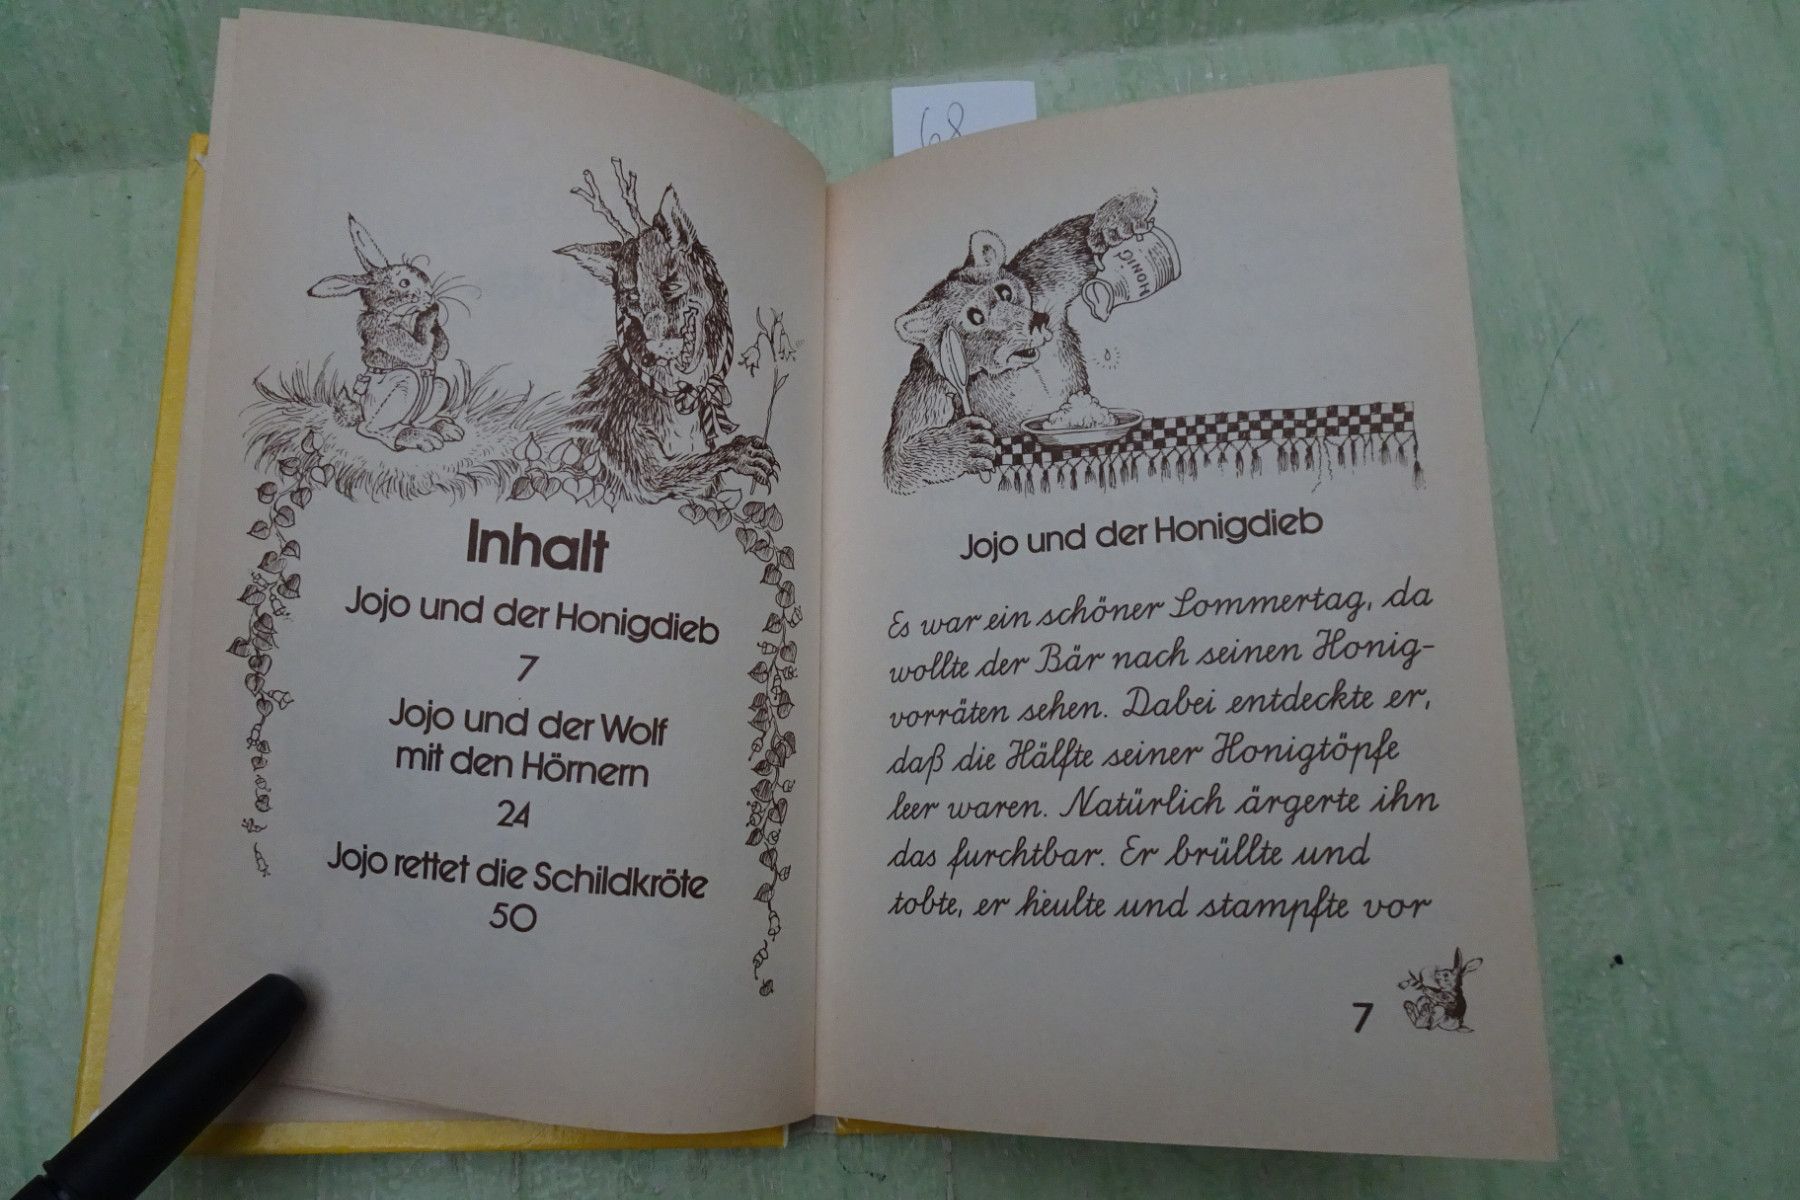 68
Inhalt
Jojo und der Honigdieb
7
Jojo und der Wolf
mit den Hörnern
24
Jojo rettet die Schildkröte
50
HONIG
Jojo und der Honigdieb
Es war ein schöner Sommertag, da
wollte der Bär nach seinen Honig-
vorräten sehen. Dabei entdeckte er,
daß die Hälfte seiner Honigtöpfe
leer waren. Natürlich ärgerte ihn
das furchtbar. Er brüllte und
tobte, er heulte und stampfte vor
7